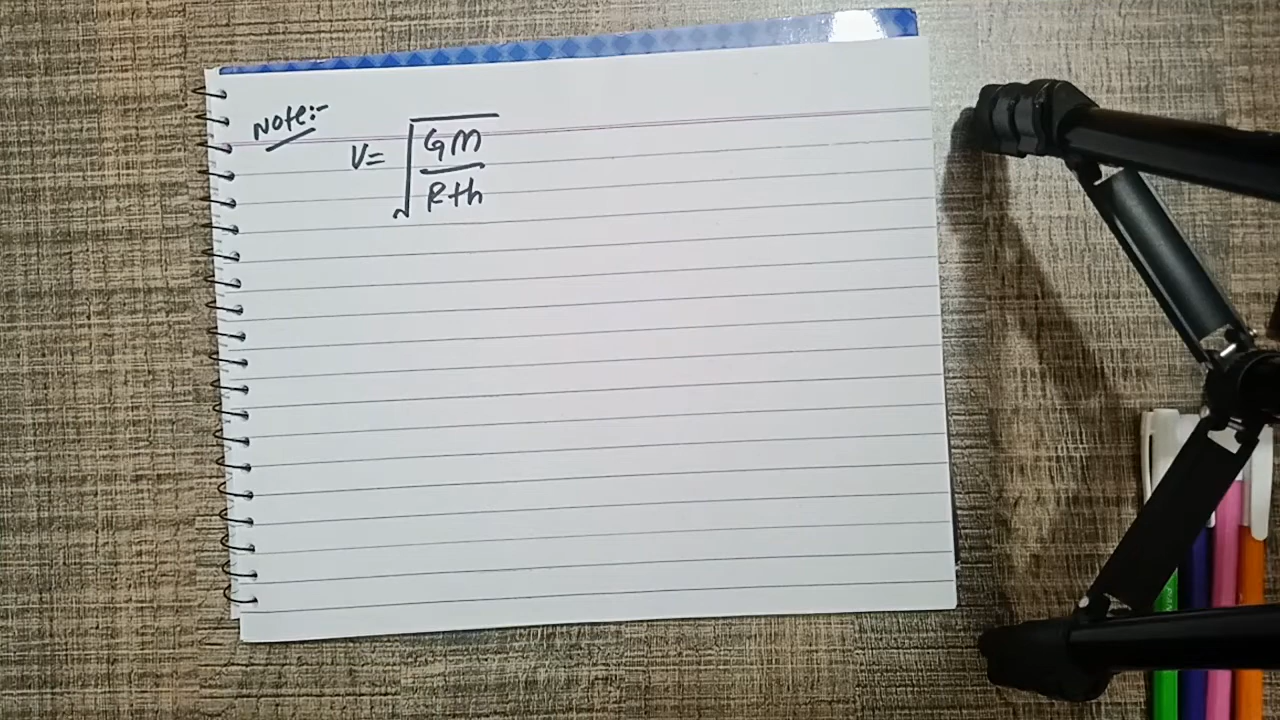 Note:-
V = √(GM / R+h)